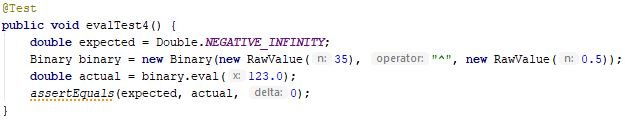 @Test
public void evalTest4() {
double expected = Double.NEGATIVE_INFINITY;
Binary binary = new Binary(new RawValue( n: 35), operator: "^", new RawValue( n: 0.5));
double actual = binary.eval( x: 123.0);
assertEquals(expected, actual, delta: 0);
}